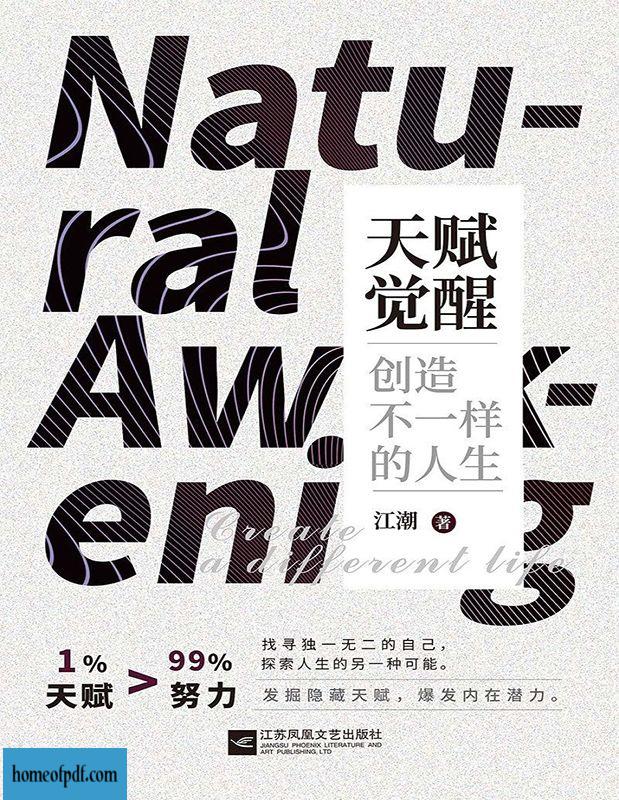 Natu-
ral
Aw k-
ening
天赋
觉醒
创造
不一样
的人生
江潮 著
Create
a different life
1%
天赋
>
99%
努力
找寻独一无二的自己，
探索人生的另一种可能。
发掘隐藏天赋，爆发内在潜力。
江苏凤凰文艺出版社
JIANGSU PHOENIX LITERATURE AND
ART PUBLISHING, LTD
homeofpdf.com